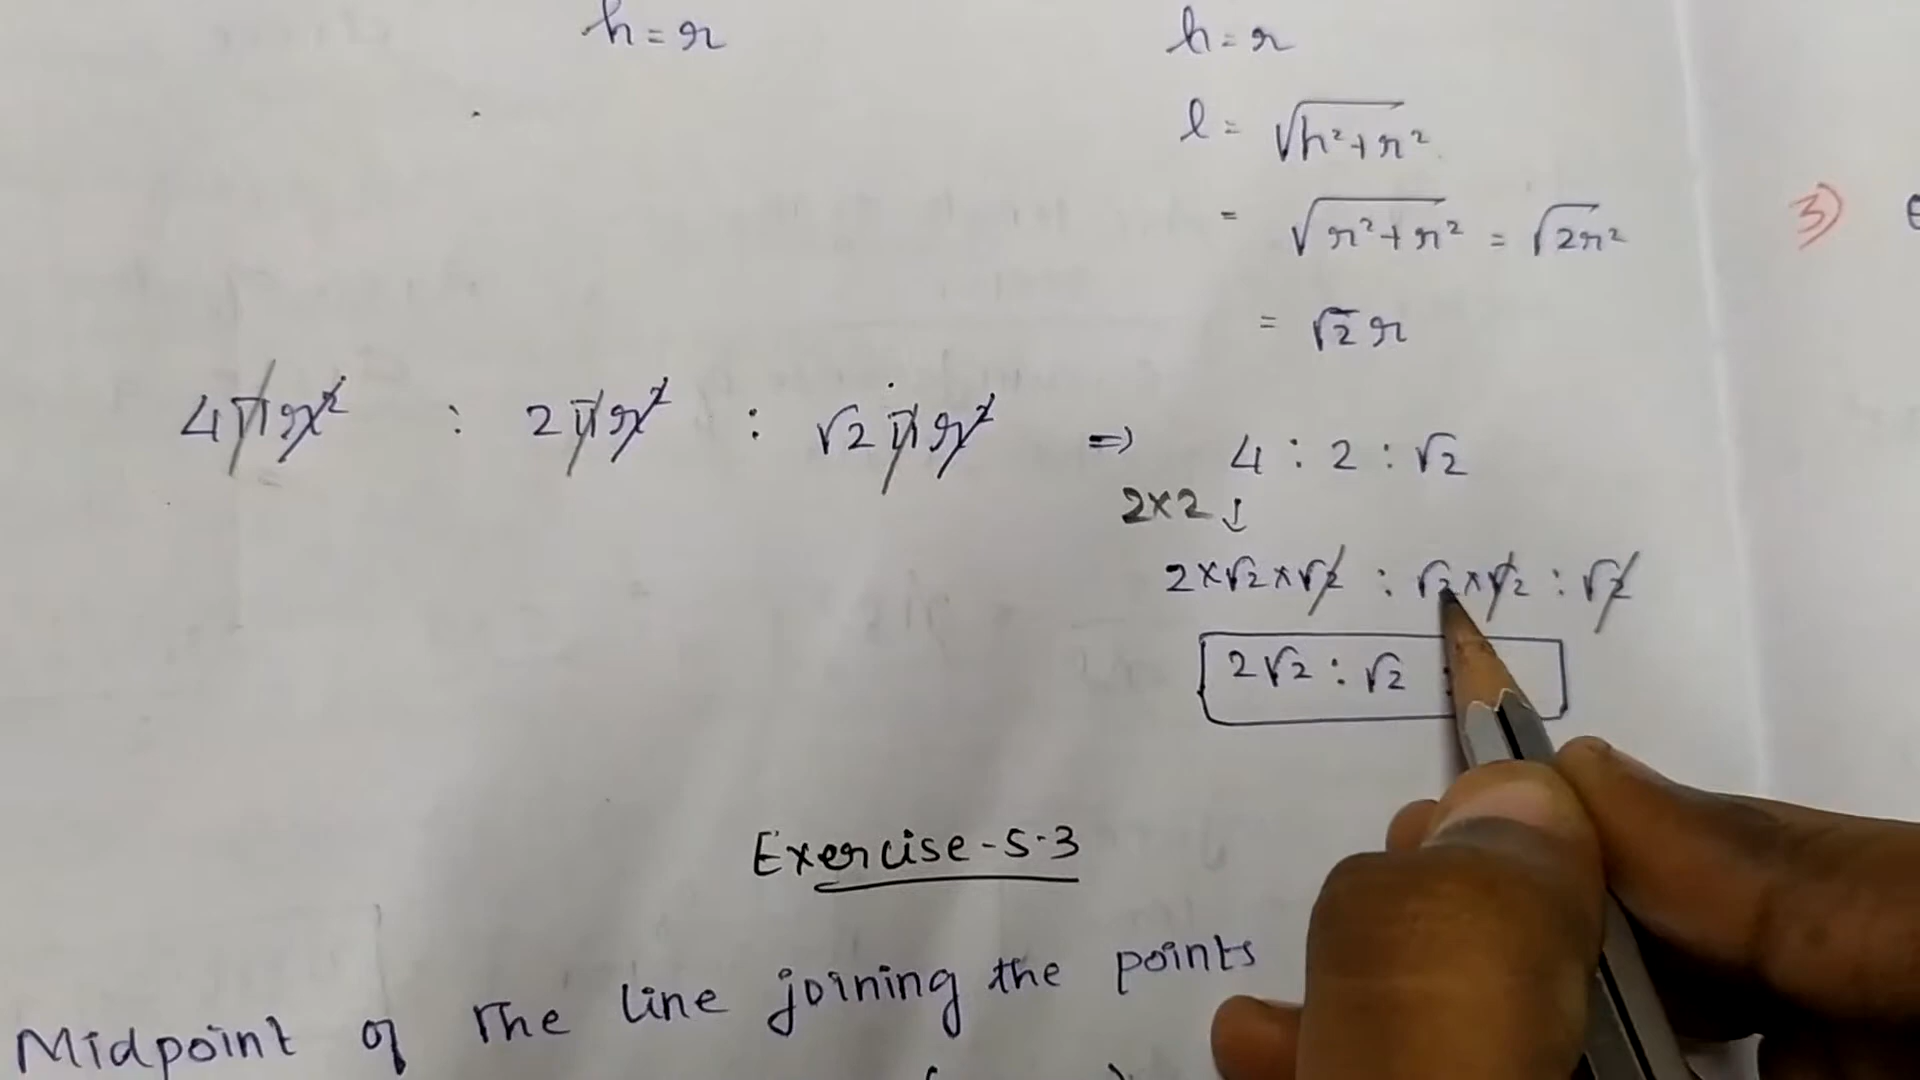 h = r
h = r
l = √h²+r²
= √r²+r² = √2r²
3)
= √2 r
4πr² : 2πr² : √2πr² => 4 : 2 : √2
2×2 ↓
2×√2×√2 : √2×√2 : √2
2√2 : √2 :
Exercise-5.3
Midpoint of The line joining the points